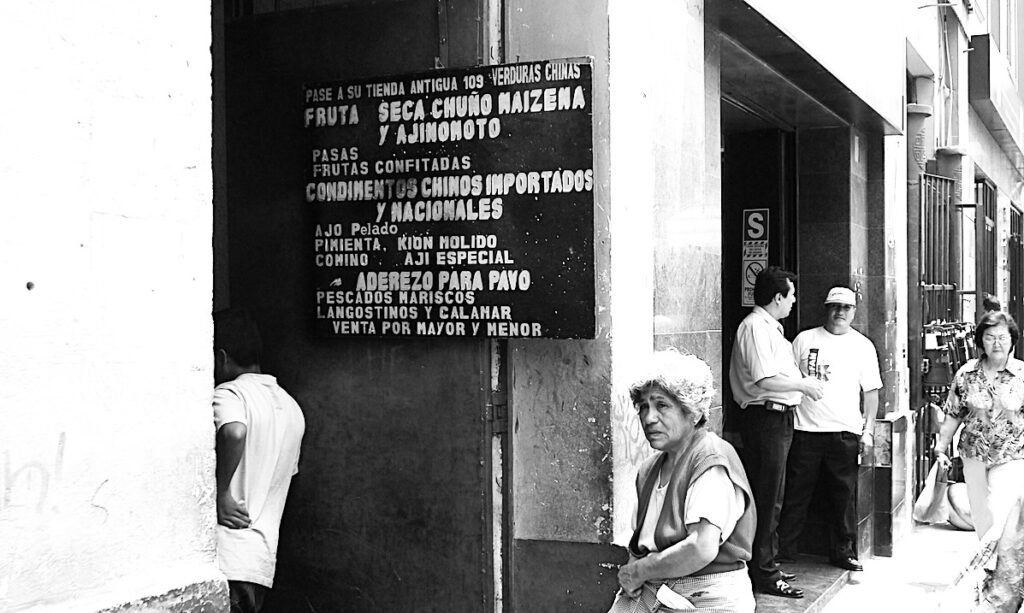 PASE A SU TIENDA ANTIGUA 109 VERDURAS CHINAS
FRUTA SECA CHUÑO MAIZENA
Y AJINOMOTO
PASAS
FRUTAS CONFITADAS
CONDIMENTOS CHINOS IMPORTADOS
Y NACIONALES
AJO Pelado
PIMIENTA. KION MOLIDO
COMINO AJI ESPECIAL
ADEREZO PARA PAVO
PESCADOS MARISCOS
LANGOSTINOS Y CALAMAR
VENTA POR MAYOR Y MENOR
S